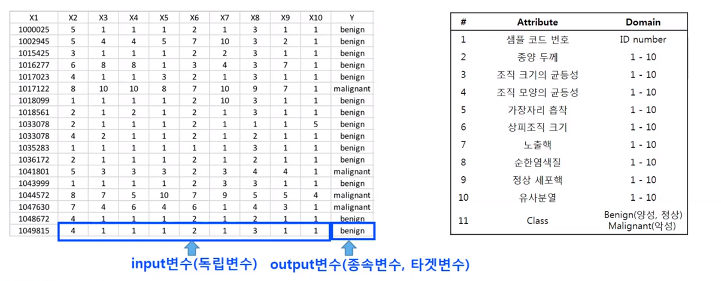 X1 X2 X3 X4 X5 X6 X7 X8 X9 X10 Y
1000025 5 1 1 1 2 1 3 1 1 benign
1002945 5 4 4 5 7 10 3 2 1 benign
1015425 3 1 1 1 2 2 3 1 1 benign
1016277 6 8 8 1 3 4 3 7 1 benign
1017023 4 1 1 3 2 1 3 1 1 benign
1017122 8 10 10 8 7 10 9 7 1 malignant
1018099 1 1 1 1 2 10 3 1 1 benign
1018561 2 1 2 1 2 1 3 1 1 benign
1033078 2 1 1 1 2 1 1 1 5 benign
1033078 4 2 1 1 2 1 2 1 1 benign
1035283 1 1 1 1 1 1 3 1 1 benign
1036172 2 1 1 1 2 1 2 1 1 benign
1041801 5 3 3 3 2 3 4 4 1 malignant
1043999 1 1 1 1 2 3 3 1 1 benign
1044572 8 7 5 10 7 9 5 5 4 malignant
1047630 7 4 6 4 6 1 4 3 1 malignant
1048672 4 1 1 1 2 1 2 1 1 benign
1049815 4 1 1 1 2 1 3 1 1 benign
input변수(독립변수) output변수(종속변수, 타겟변수)
# Attribute Domain
1 샘플 코드 번호 ID number
2 종양 두께 1 - 10
3 조직 크기의 균등성 1 - 10
4 조직 모양의 균등성 1 - 10
5 가장자리 흡착 1 - 10
6 상피조직 크기 1 - 10
7 노출핵 1 - 10
8 순한염색질 1 - 10
9 정상 세포핵 1 - 10
10 유사분열 1 - 10
11 Class Benign(양성, 정상)
Malignant(악성)